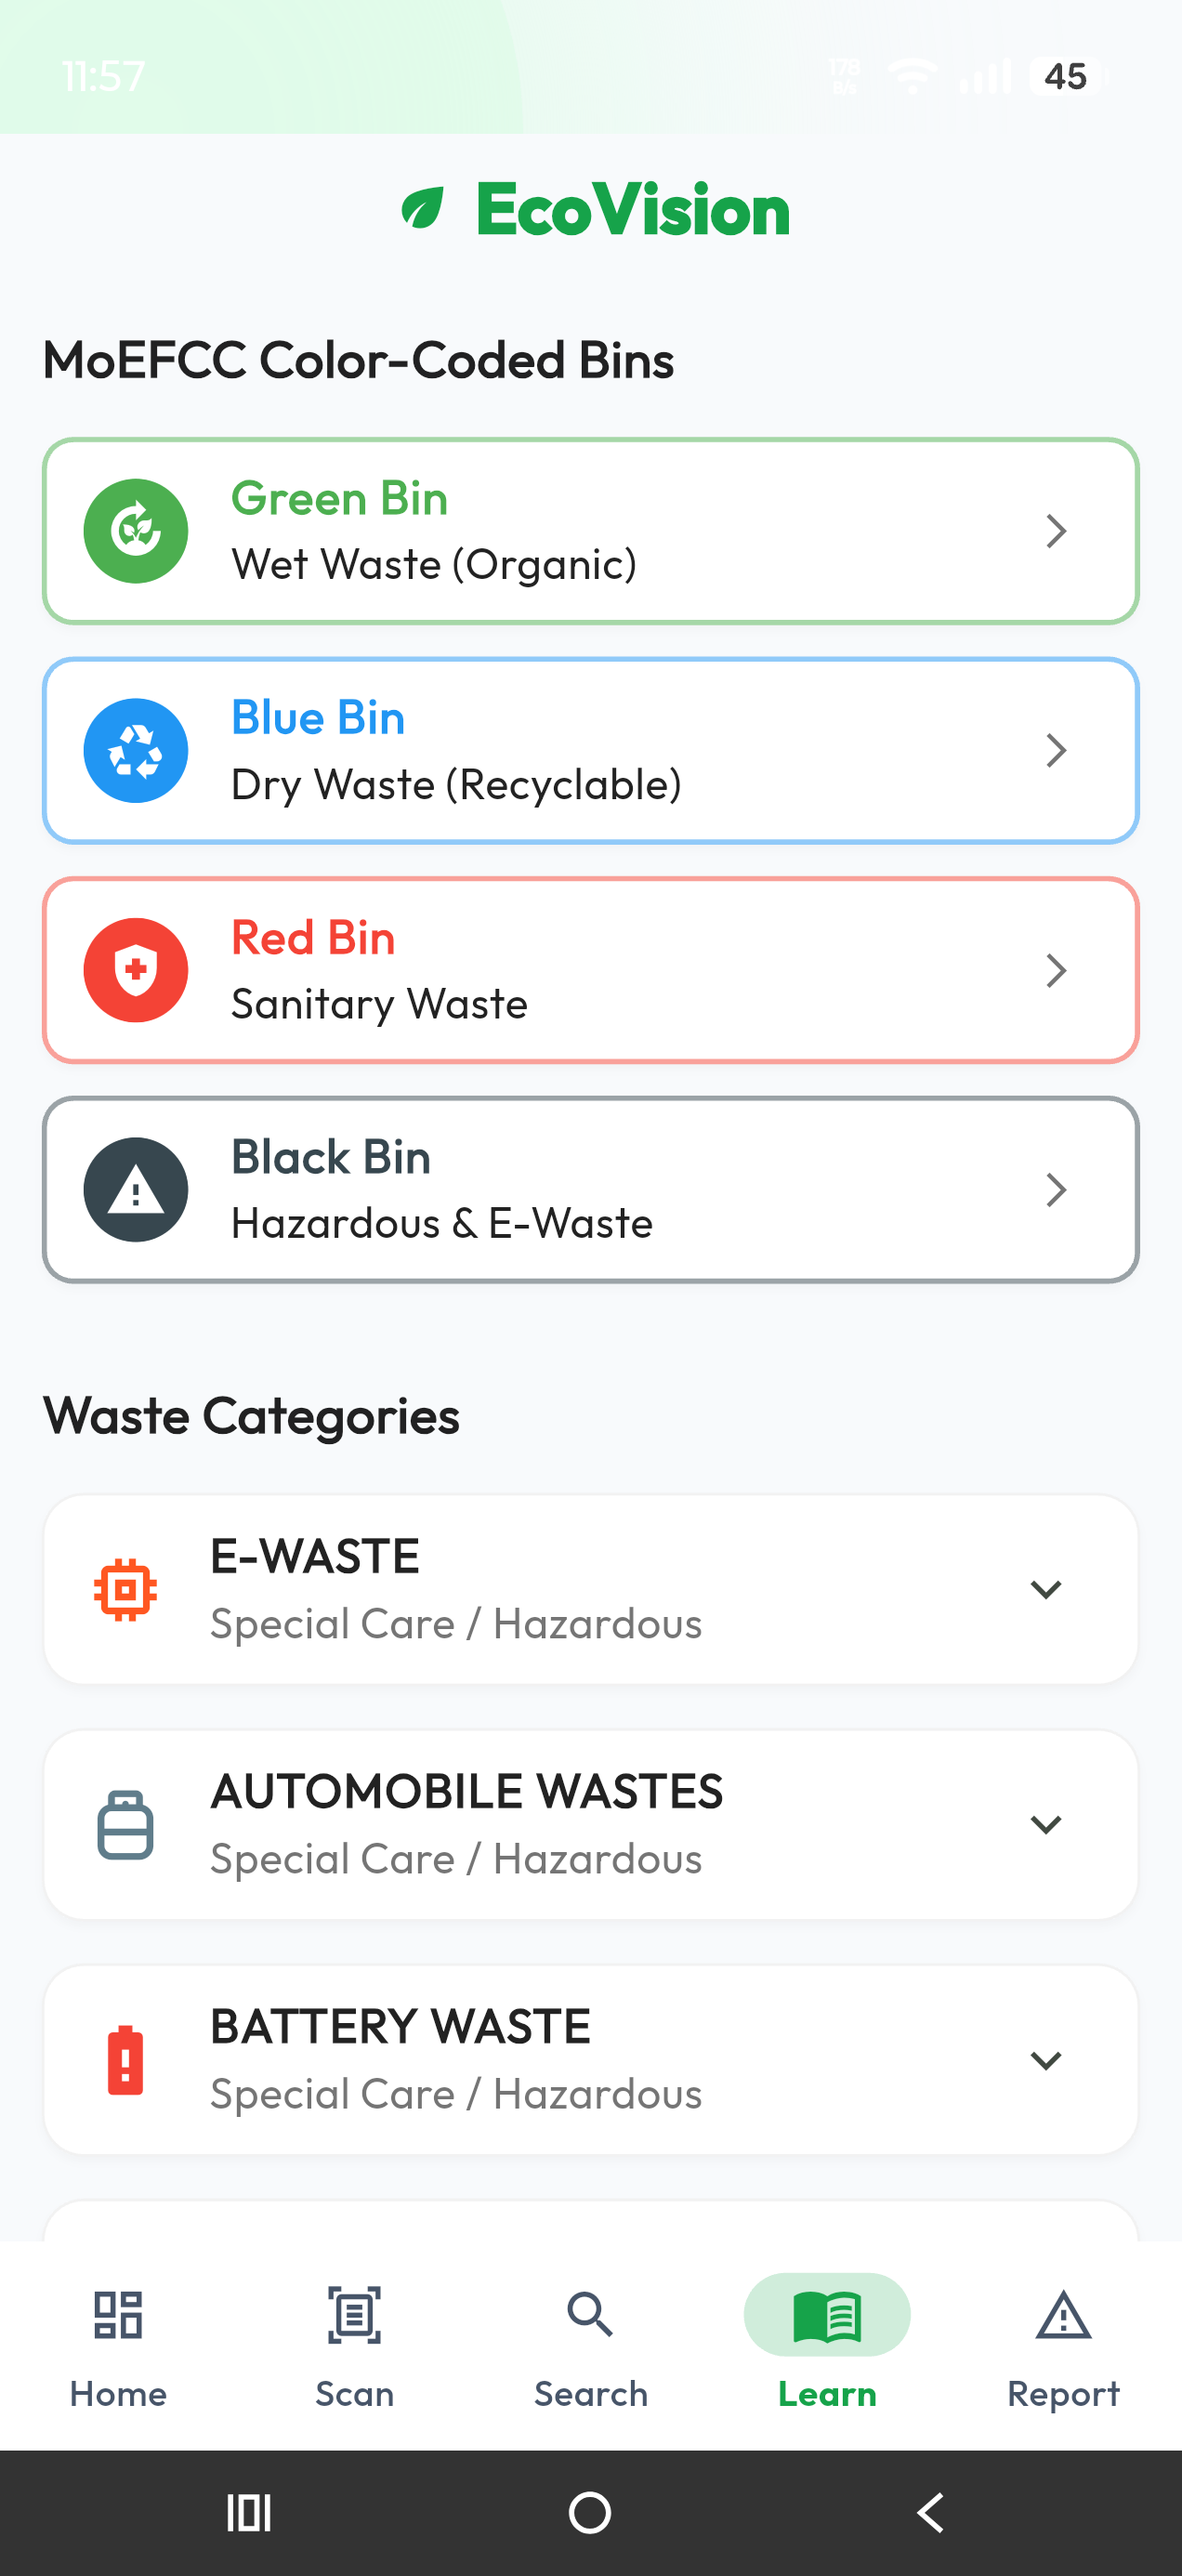 11:57
178
B/s
45
EcoVision
MoEFCC Color-Coded Bins
Green Bin
Wet Waste (Organic)
Blue Bin
Dry Waste (Recyclable)
Red Bin
Sanitary Waste
Black Bin
Hazardous & E-Waste
Waste Categories
E-WASTE
Special Care / Hazardous
AUTOMOBILE WASTES
Special Care / Hazardous
BATTERY WASTE
Special Care / Hazardous
Home Scan Search Learn Report